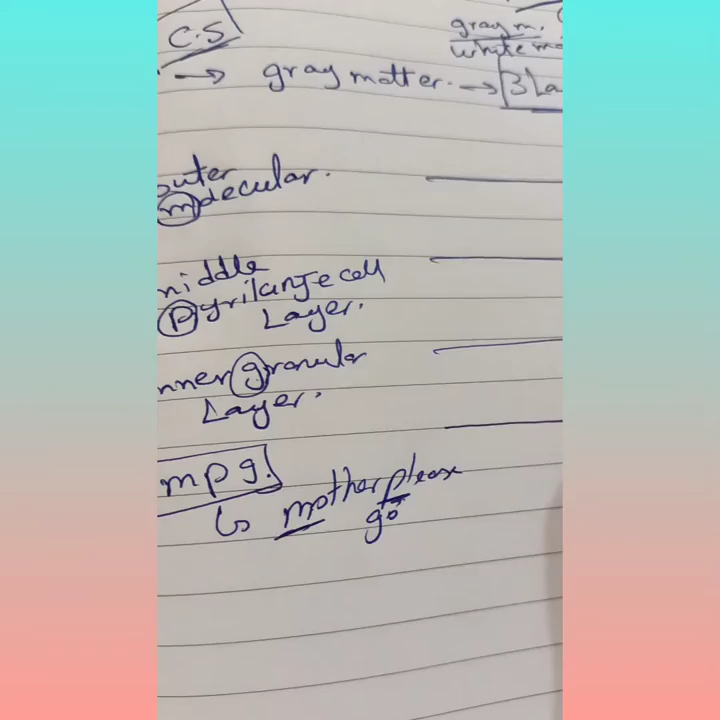 C.S
gray m.
white m
→ gray matter. → 3 La
outer
molecular.
middle
pyrilanje cell
Layer.
inner granular
Layer.
mpg.
↳ mother please
go